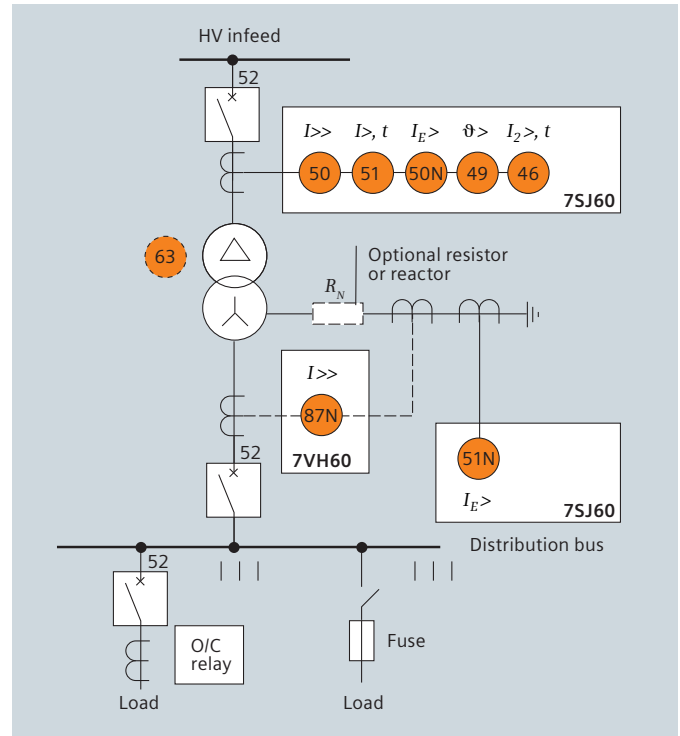 HV infeed
52
I>> I>, t I_E> ϑ> I_2>, t
50 51 50N 49 46
7SJ60
63
Optional resistor
or reactor
R_N
I>>
87N
7VH60
52
51N
I_E>
7SJ60
Distribution bus
52
O/C
relay
Fuse
Load
Load